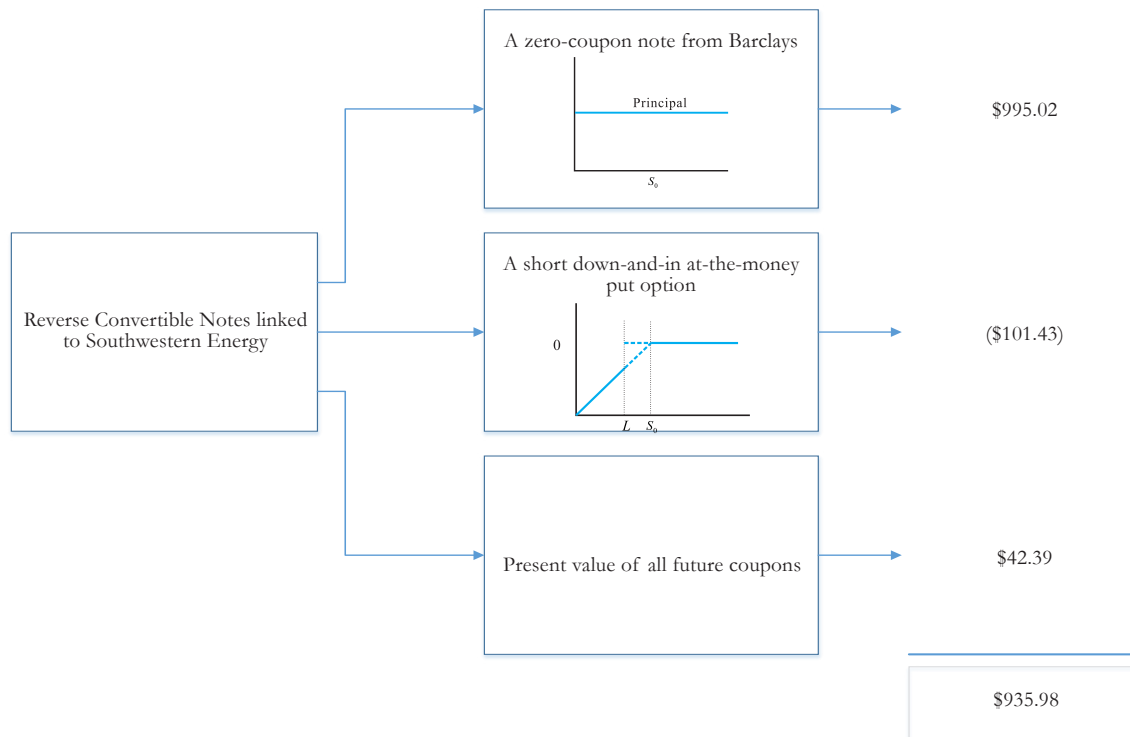 A zero-coupon note from Barclays
Principal
S₀
$995.02
Reverse Convertible Notes linked
to Southwestern Energy
A short down-and-in at-the-money
put option
0
L S₀
($101.43)
Present value of all future coupons
$42.39
$935.98